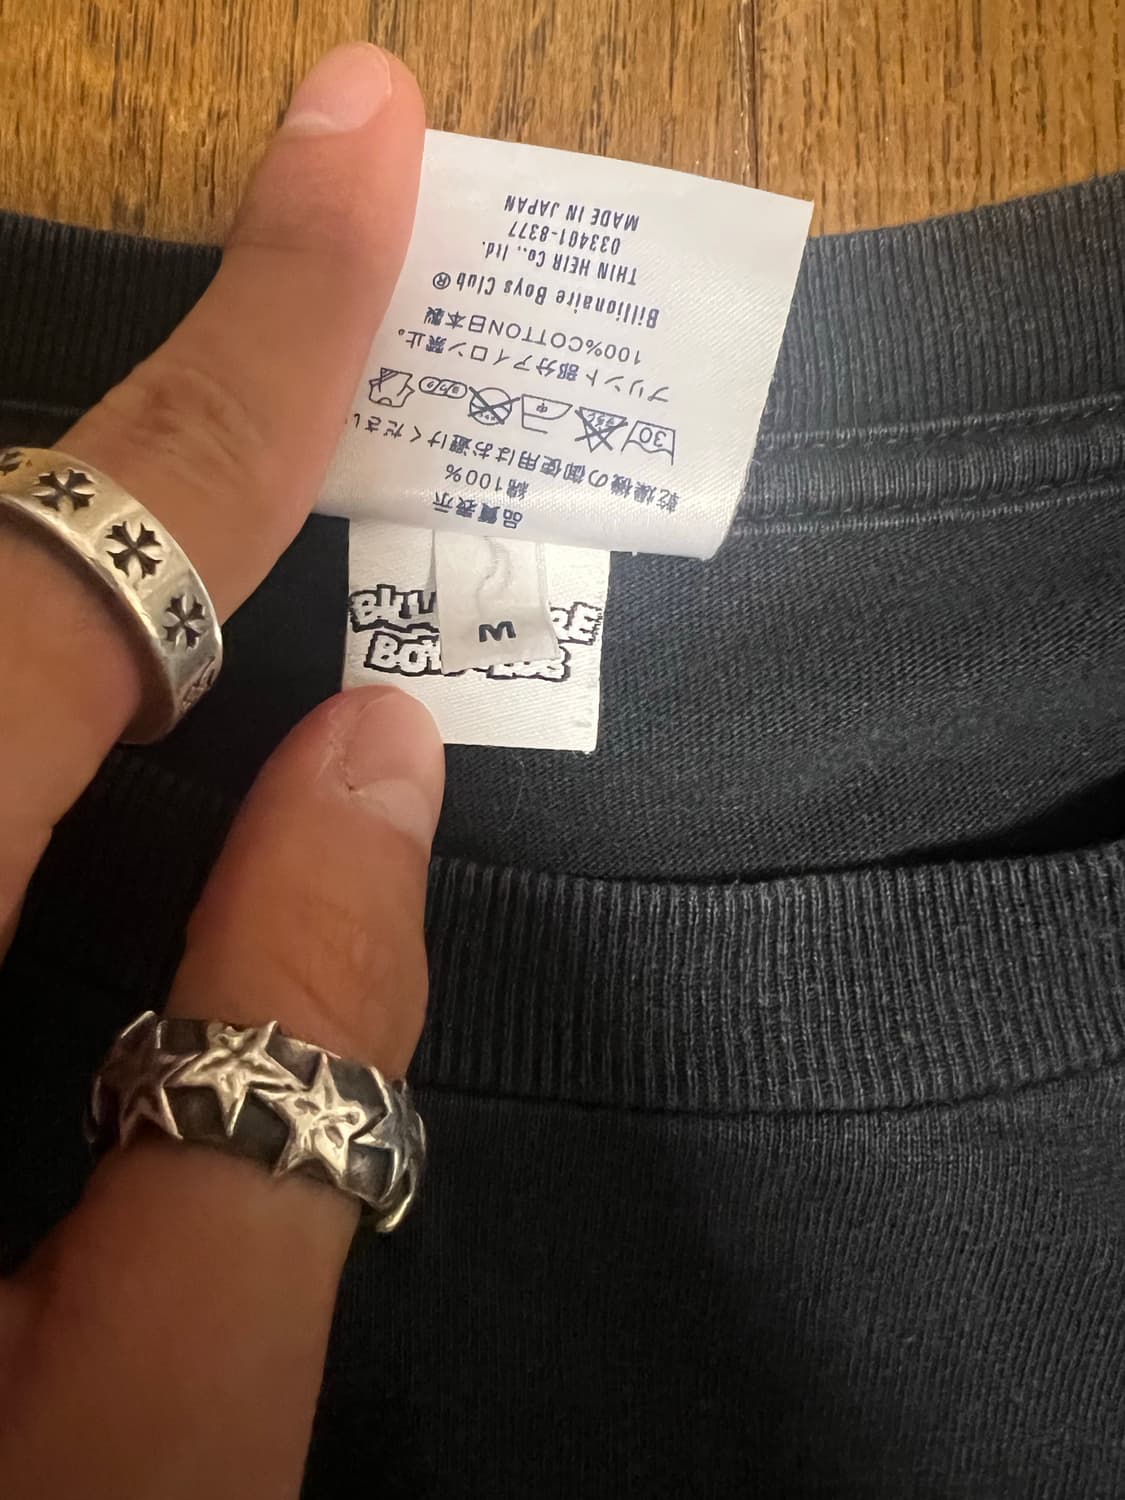 品質表示
綿100%
乾燥機の御使用はお避けくださ
30
中
プリント部分アイロン禁止。
100%COTTON日本製
Billionaire Boys Club®
THIN HEIR Co., ltd.
033401-8377
MADE IN JAPAN
M